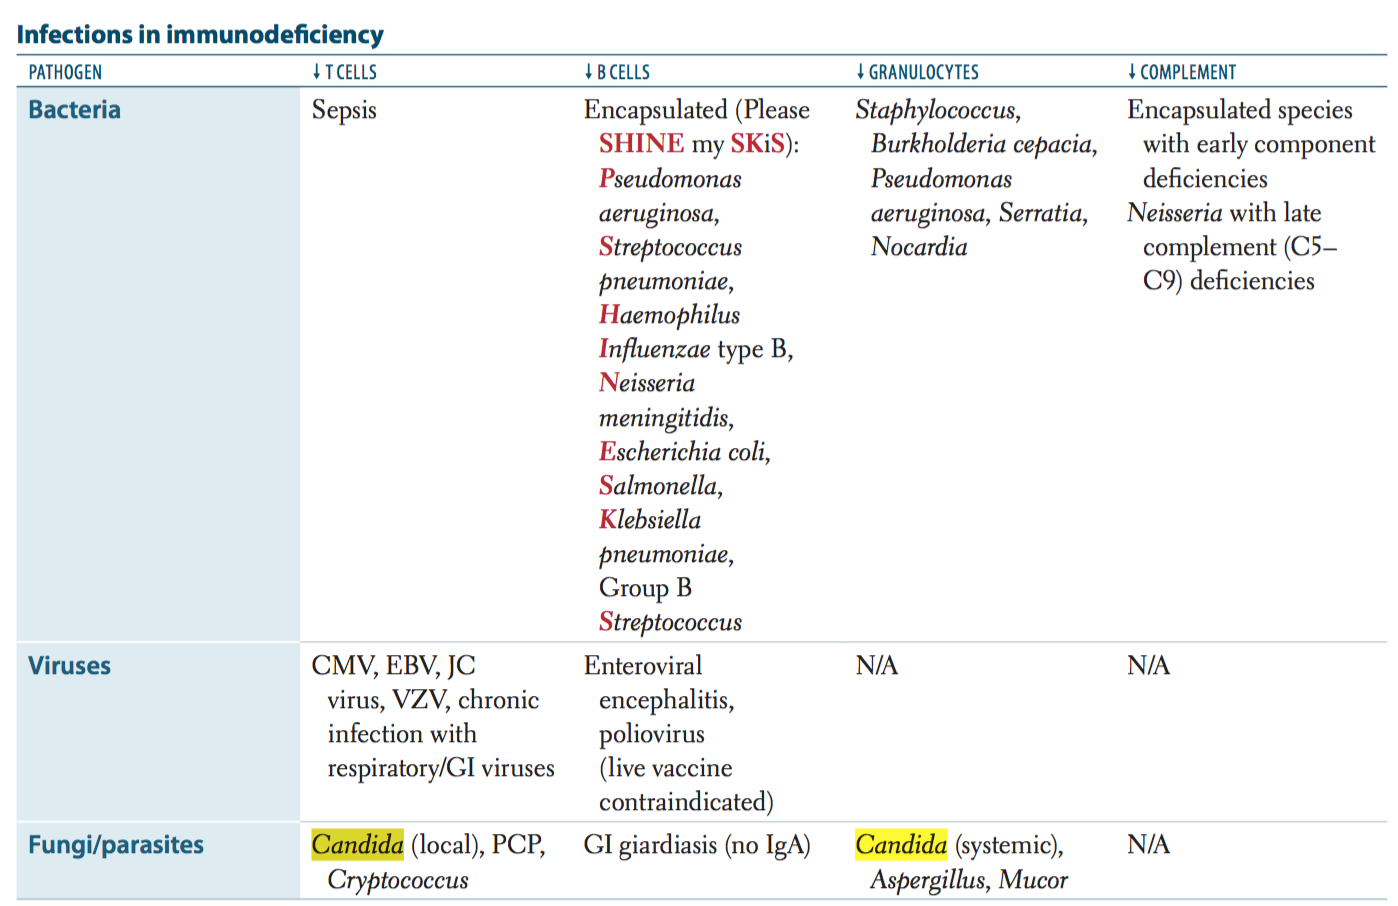 Infections in immunodeficiency
PATHOGEN
↓ T CELLS
↓ B CELLS
↓ GRANULOCYTES
↓ COMPLEMENT
Bacteria
Sepsis
Encapsulated (Please
SHINE my SKiS):
Pseudomonas
aeruginosa,
Streptococcus
pneumoniae,
Haemophilus
Influenzae type B,
Neisseria
meningitidis,
Escherichia coli,
Salmonella,
Klebsiella
pneumoniae,
Group B
Streptococcus
Staphylococcus,
Burkholderia cepacia,
Pseudomonas
aeruginosa, Serratia,
Nocardia
Encapsulated species
with early component
deficiencies
Neisseria with late
complement (C5–
C9) deficiencies
Viruses
CMV, EBV, JC
virus, VZV, chronic
infection with
respiratory/GI viruses
Enteroviral
encephalitis,
poliovirus
(live vaccine
contraindicated)
N/A
N/A
Fungi/parasites
Candida (local), PCP,
Cryptococcus
GI giardiasis (no IgA)
Candida (systemic),
Aspergillus, Mucor
N/A